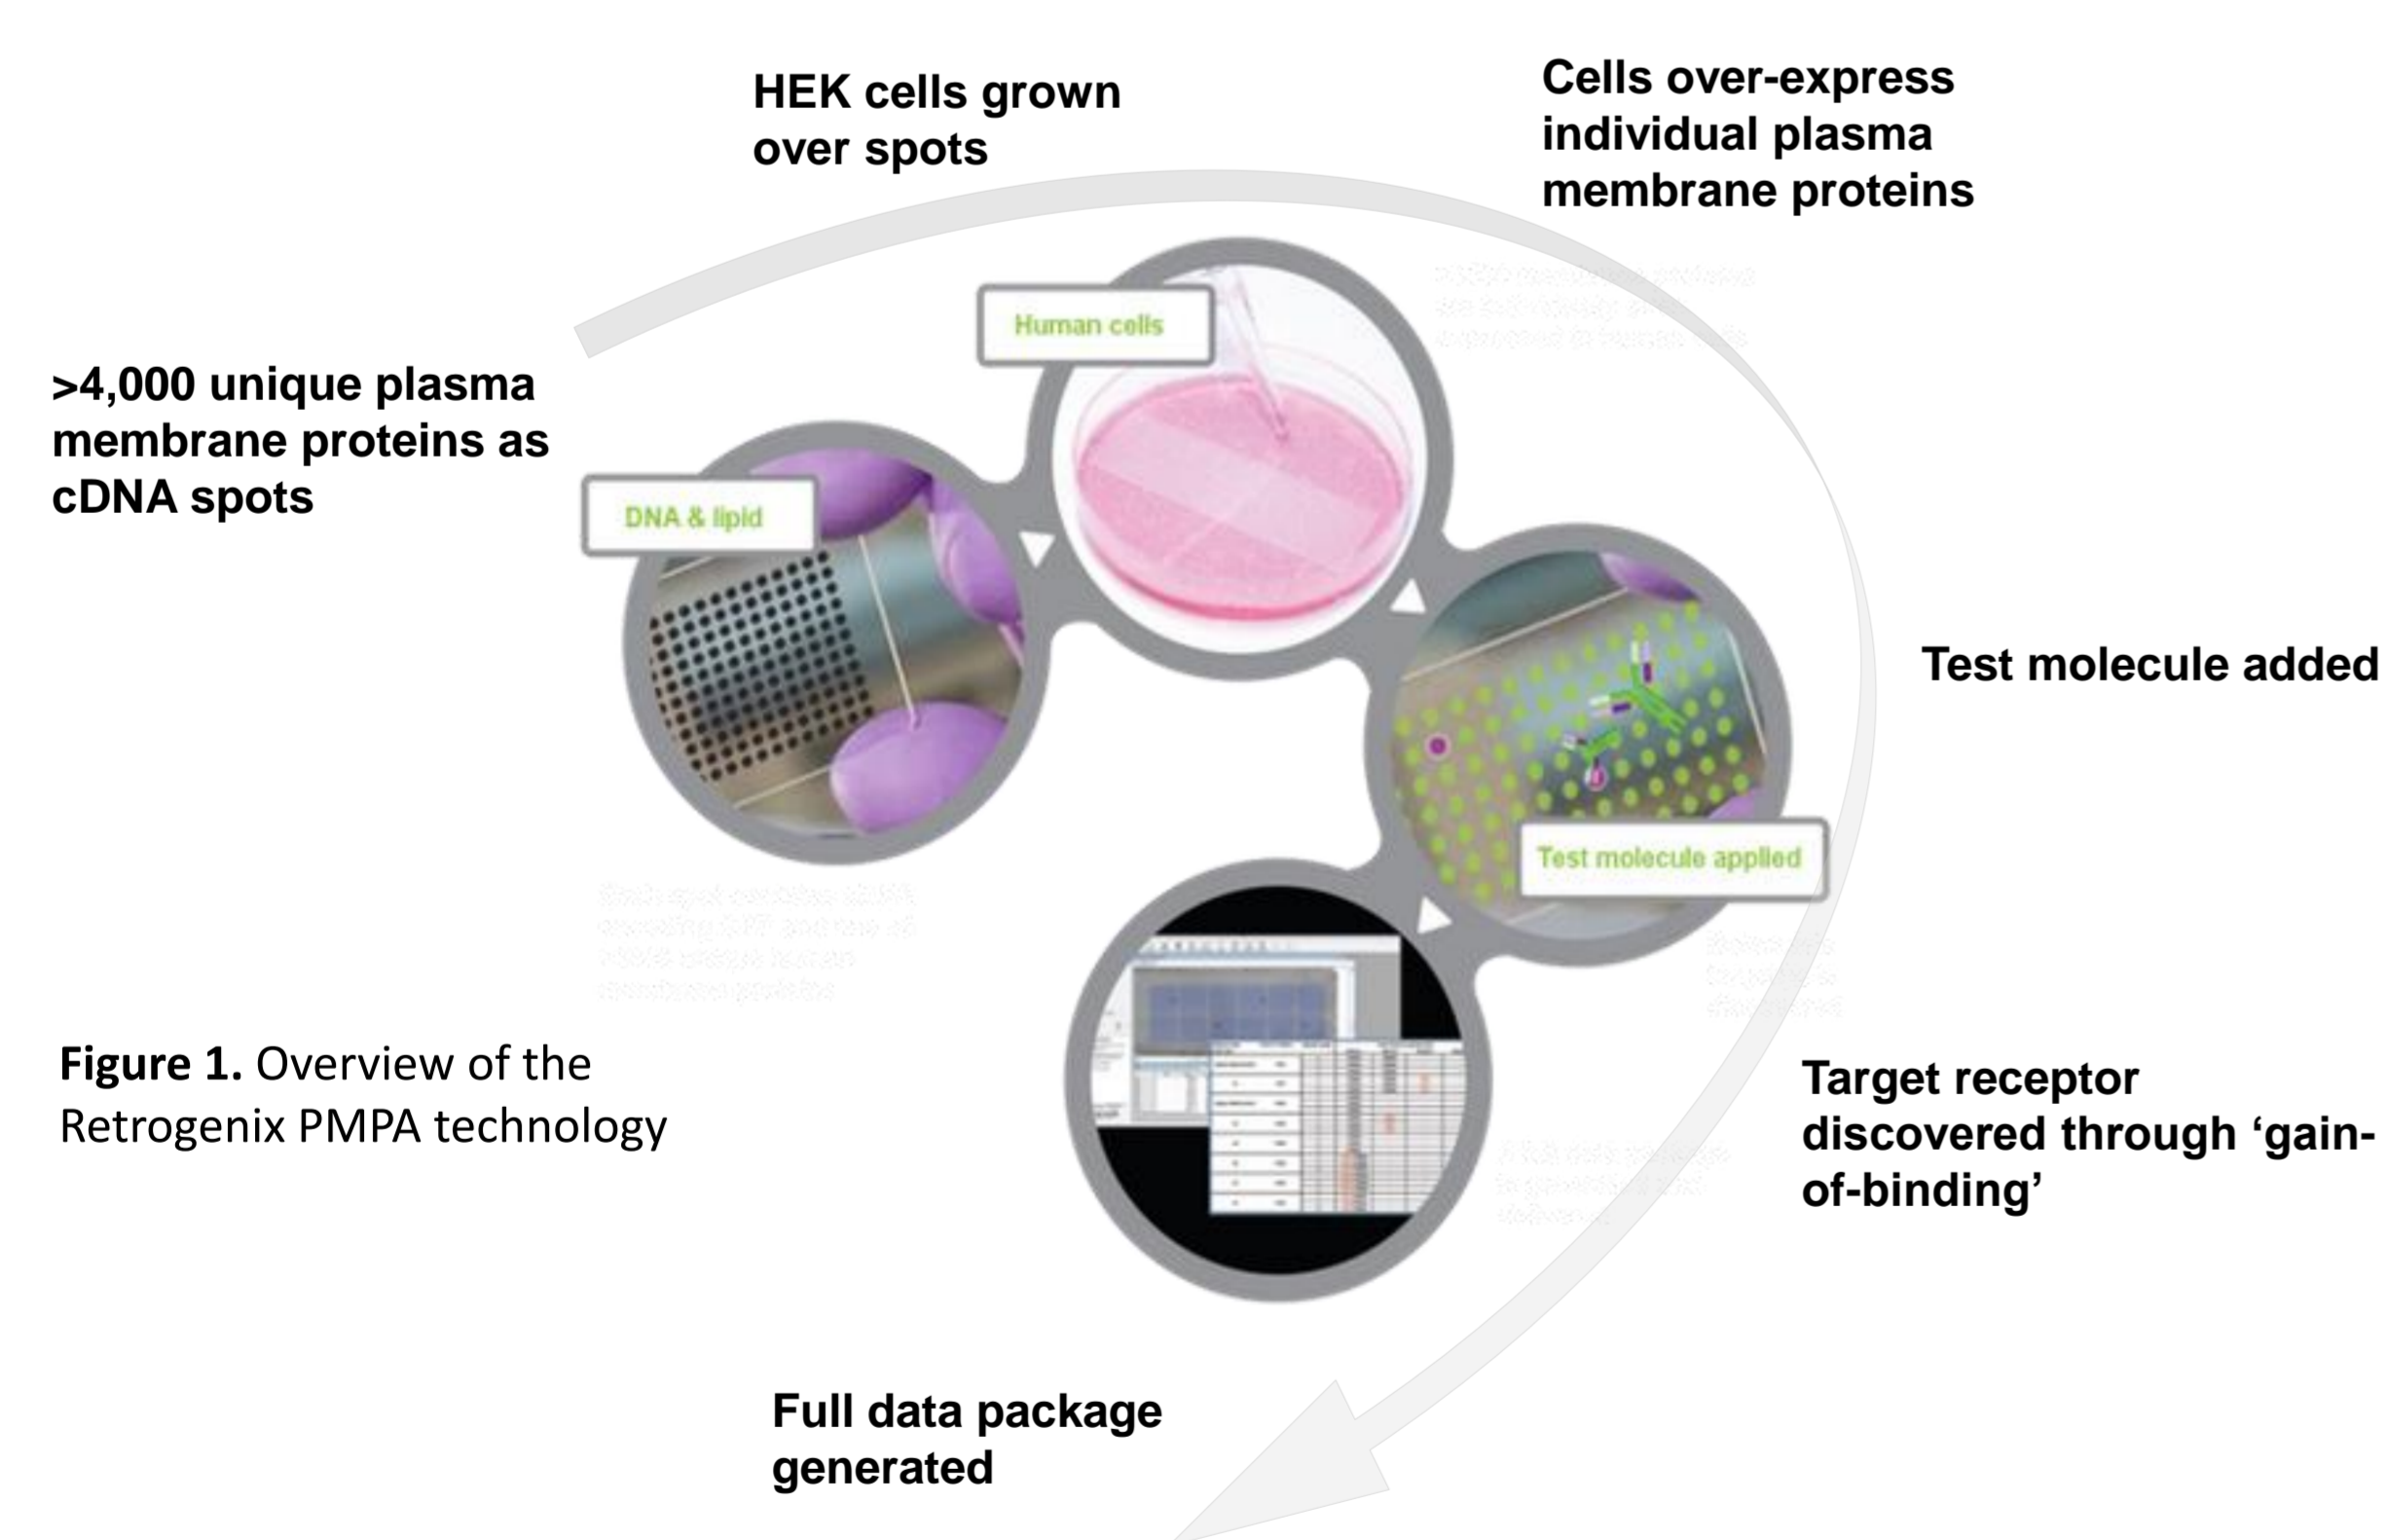 HEK cells grown
over spots
Cells over-express
individual plasma
membrane proteins
Human cells
>4,000 unique plasma
membrane proteins as
cDNA spots
DNA & lipid
Test molecule added
Test molecule applied
Figure 1. Overview of the
Retrogenix PMPA technology
Target receptor
discovered through ‘gain-
of-binding’
Full data package
generated